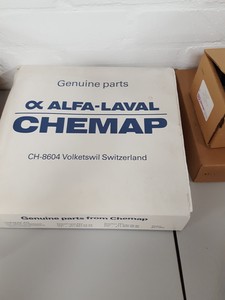 Genuine parts
α ALFA-LAVAL
CHEMAP
CH-8604 Volketswil Switzerland
Genuine parts from Chemap